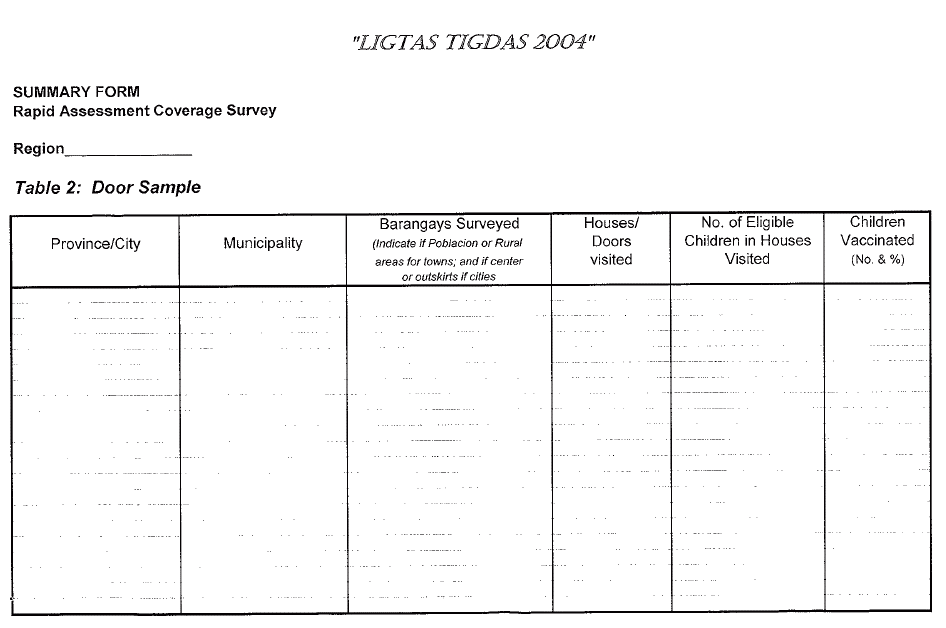 "LIGTAS TIGDAS 2004"
SUMMARY FORM
Rapid Assessment Coverage Survey
Region_______________
Table 2: Door Sample
Province/City
Municipality
Barangays Surveyed
(Indicate if Poblacion or Rural
areas for towns; and if center
or outskirts if cities
Houses/
Doors
visited
No. of Eligible
Children in Houses
Visited
Children
Vaccinated
(No. & %)